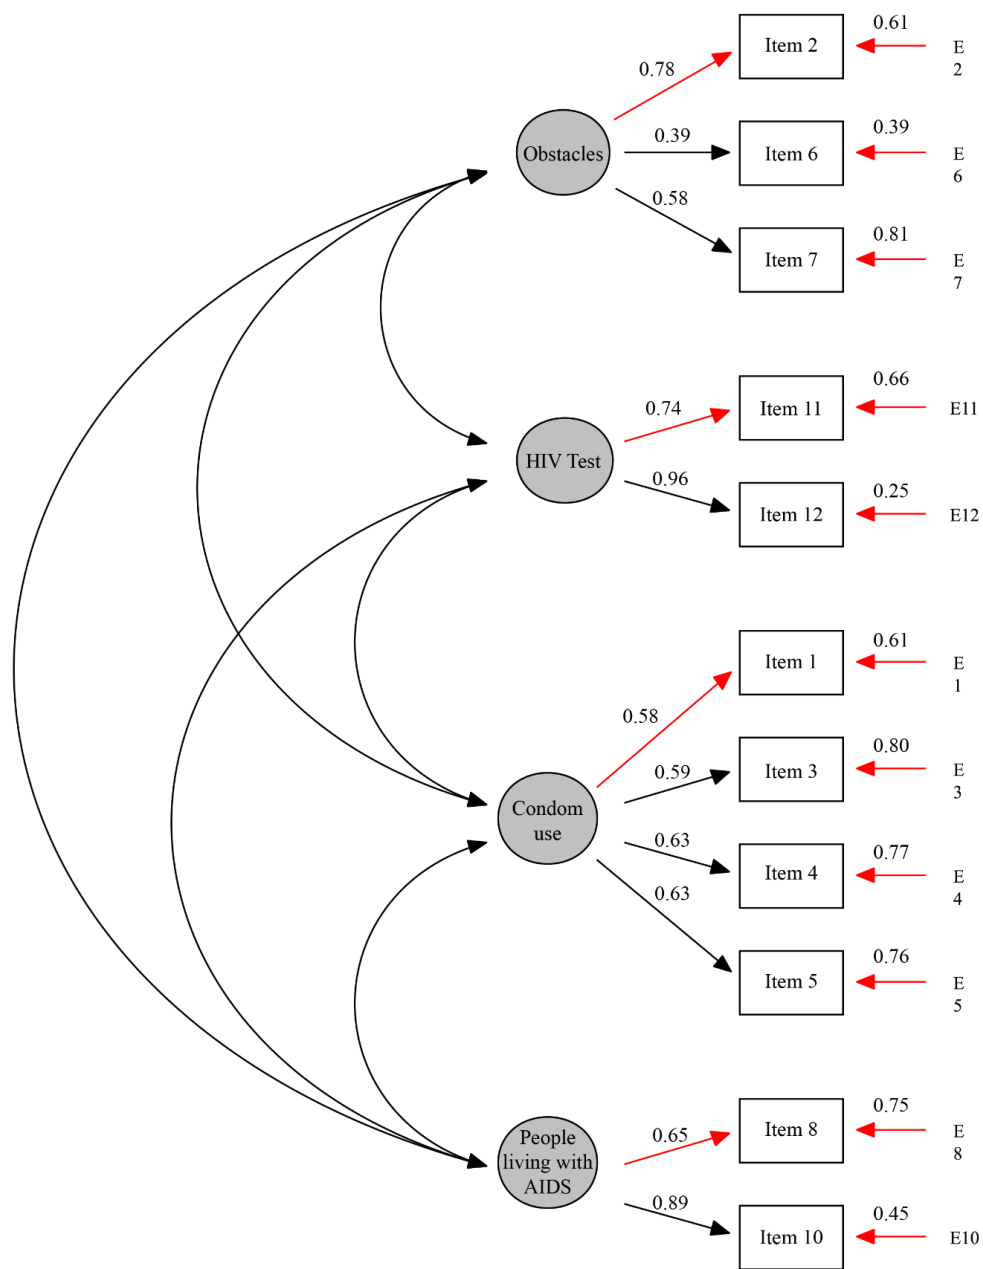 0.61
Item 2
E
2
0.78
Obstacles
0.39
Item 6
0.39
E
6
0.58
Item 7
0.81
E
7
HIV Test
0.74
Item 11
0.66
E11
0.96
Item 12
0.25
E12
Condom
use
0.58
Item 1
0.61
E
1
0.59
Item 3
0.80
E
3
0.63
Item 4
0.77
E
4
0.63
Item 5
0.76
E
5
People
living with
AIDS
0.65
Item 8
0.75
E
8
0.89
Item 10
0.45
E10